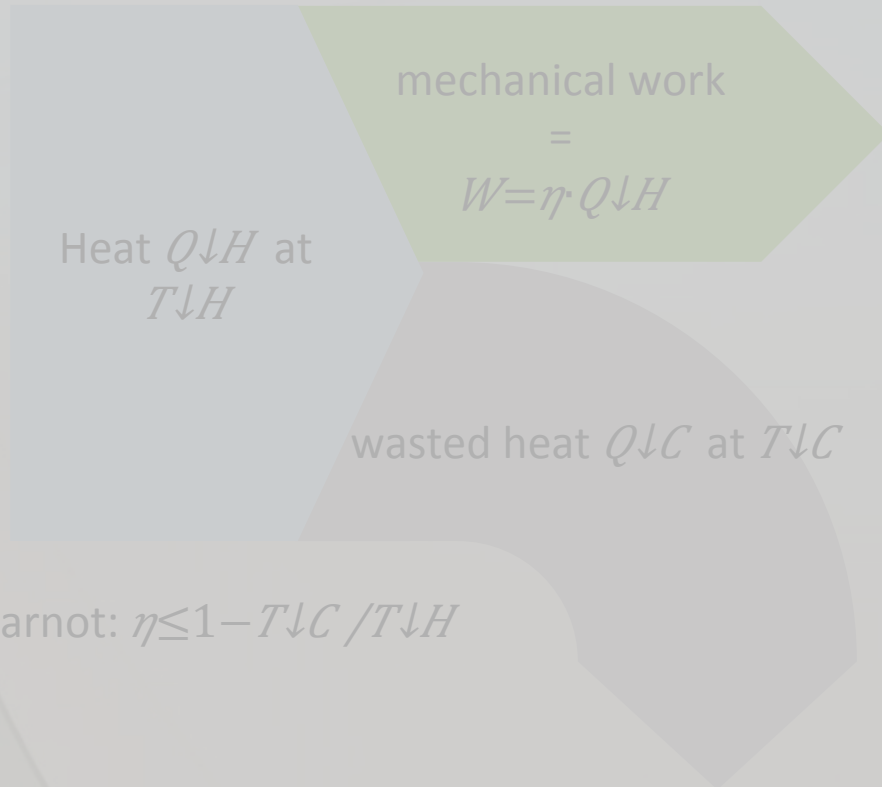 mechanical work
=
W=η∙Q↓H
Heat Q↓H at
T↓H
wasted heat Q↓C at T↓C
arnot: η≤1−T↓C /T↓H